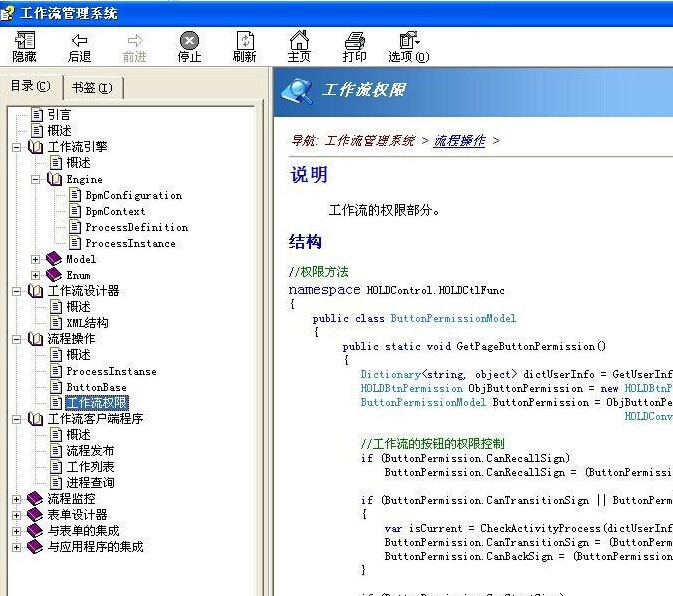 工作流管理系统
隐藏 后退 前进 停止 刷新 主页 打印 选项(O)
目录(C) 书签(I)
引言
概述
工作流引擎
概述
Engine
BpmConfiguration
BpmContext
ProcessDefinition
ProcessInstance
Model
Enum
工作流设计器
概述
XML结构
流程操作
概述
ProcessInstanse
ButtonBase
工作流权限
工作流客户端程序
概述
流程发布
工作列表
进程查询
流程监控
表单设计器
与表单的集成
与应用程序的集成
工作流权限
导航: 工作流管理系统 > 流程操作 >
说明
工作流的权限部分。
结构
//权限方法
namespace HOLDControl.HOLDCtlFunc
{
public class ButtonPermissionModel
{
public static void GetPageButtonPermission()
{
Dictionary<string, object> dictUserInfo = GetUserInf
HOLDBtnPermission ObjButtonPermission = new HOLDBtnP
ButtonPermissionModel ButtonPermission = ObjButtonPe
HOLDConv
//工作流的按钮的权限控制
if (ButtonPermission.CanRecallSign)
ButtonPermission.CanRecallSign = (ButtonPermissi
if (ButtonPermission.CanTransitionSign || ButtonPerm
{
var isCurrent = CheckActivityProcess(dictUserInf
ButtonPermission.CanTransitionSign = (ButtonPerm
ButtonPermission.CanBackSign = (ButtonPermission
}